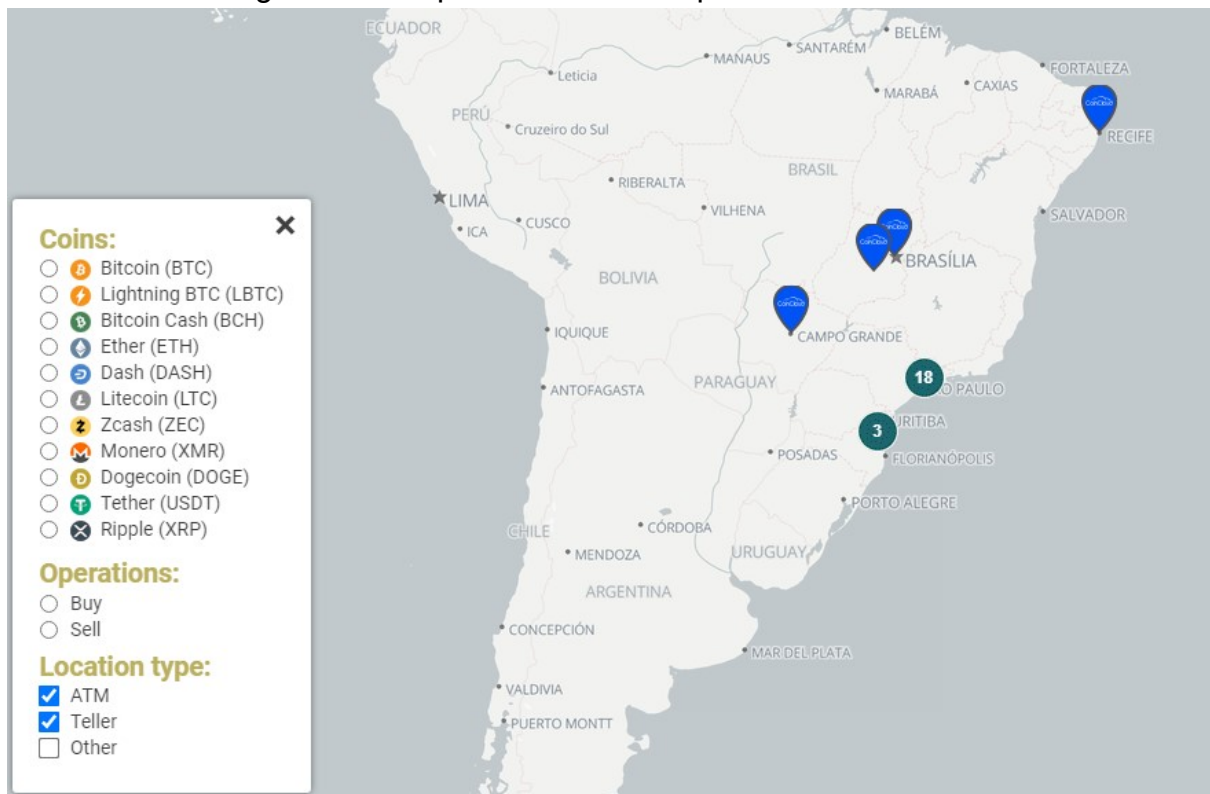 ECUADOR
BELÉM
SANTARÉM
MANAUS
FORTALEZA
Leticia
CAXIAS
MARABÁ
CoinCloud
PERÚ
Cruzeiro do Sul
RECIFE
BRASIL
RIBERALTA
LIMA
VILHENA
SALVADOR
CUSCO
ICA
CoinCloud
CoinCloud
BRASÍLIA
BOLIVIA
CoinCloud
IQUIQUE
CAMPO GRANDE
18
PARAGUAY
O PAULO
ANTOFAGASTA
3
URITIBA
POSADAS
FLORIANÓPOLIS
PORTO ALEGRE
CÓRDOBA
CHILE
MENDOZA
URUGUAY
ARGENTINA
CONCEPCIÓN
MAR DEL PLATA
VALDIVIA
PUERTO MONTT
Coins:
Bitcoin (BTC)
Lightning BTC (LBTC)
Bitcoin Cash (BCH)
Ether (ETH)
Dash (DASH)
Litecoin (LTC)
Zcash (ZEC)
Monero (XMR)
Dogecoin (DOGE)
Tether (USDT)
Ripple (XRP)
Operations:
Buy
Sell
Location type:
ATM
Teller
Other